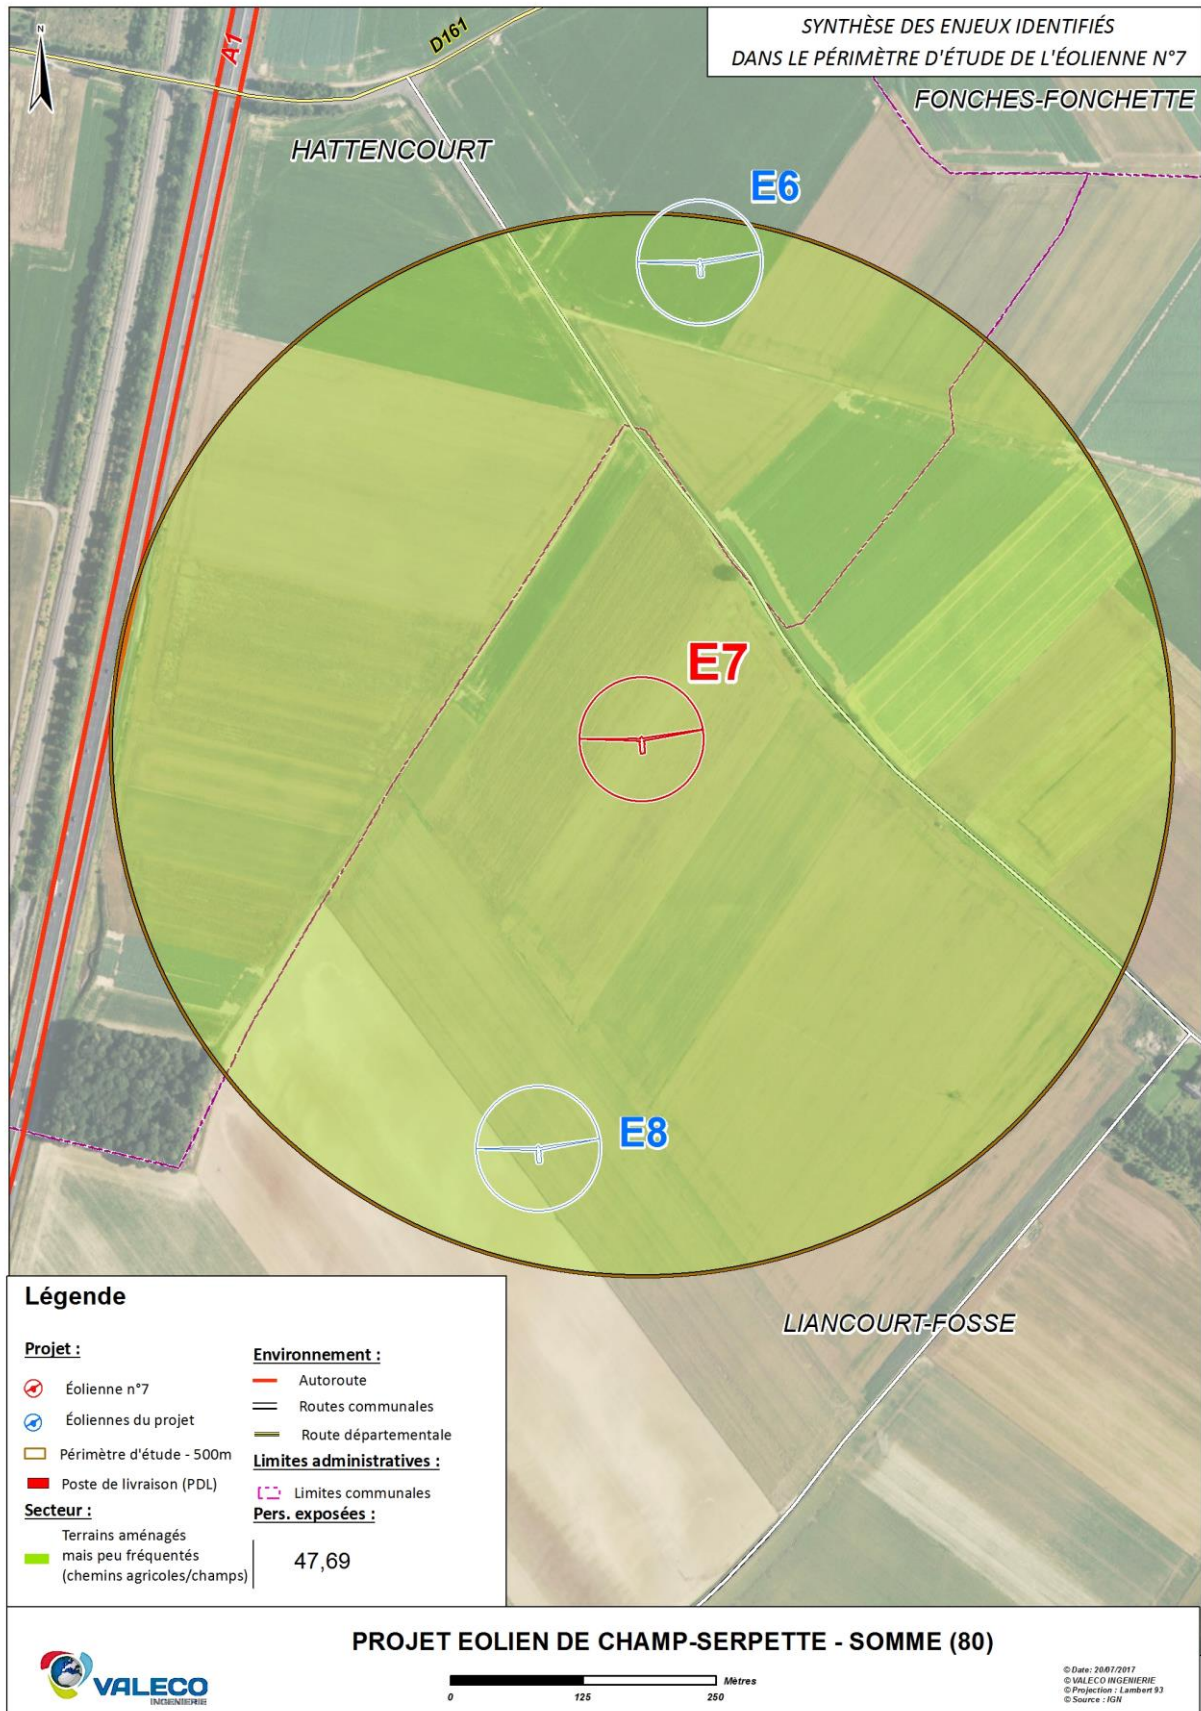 SYNTHÈSE DES ENJEUX IDENTIFIÉS
DANS LE PÉRIMÈTRE D'ÉTUDE DE L'ÉOLIENNE N°7
N
A1
D161
FONCHES-FONCHETTE
HATTENCOURT
E6
E7
E8
LIANCOURT-FOSSE
Légende
Projet :
Éolienne n°7
Éoliennes du projet
Périmètre d'étude - 500m
Poste de livraison (PDL)
Secteur :
Terrains aménagés
mais peu fréquentés
(chemins agricoles/champs)
Environnement :
Autoroute
Routes communales
Route départementale
Limites administratives :
Limites communales
Pers. exposées :
47,69
PROJET EOLIEN DE CHAMP-SERPETTE - SOMME (80)
VALECO
INGENIERIE
Mètres
0 125 250
© Date: 20/07/2017
© VALECO INGENIERIE
© Projection : Lambert 93
© Source : IGN